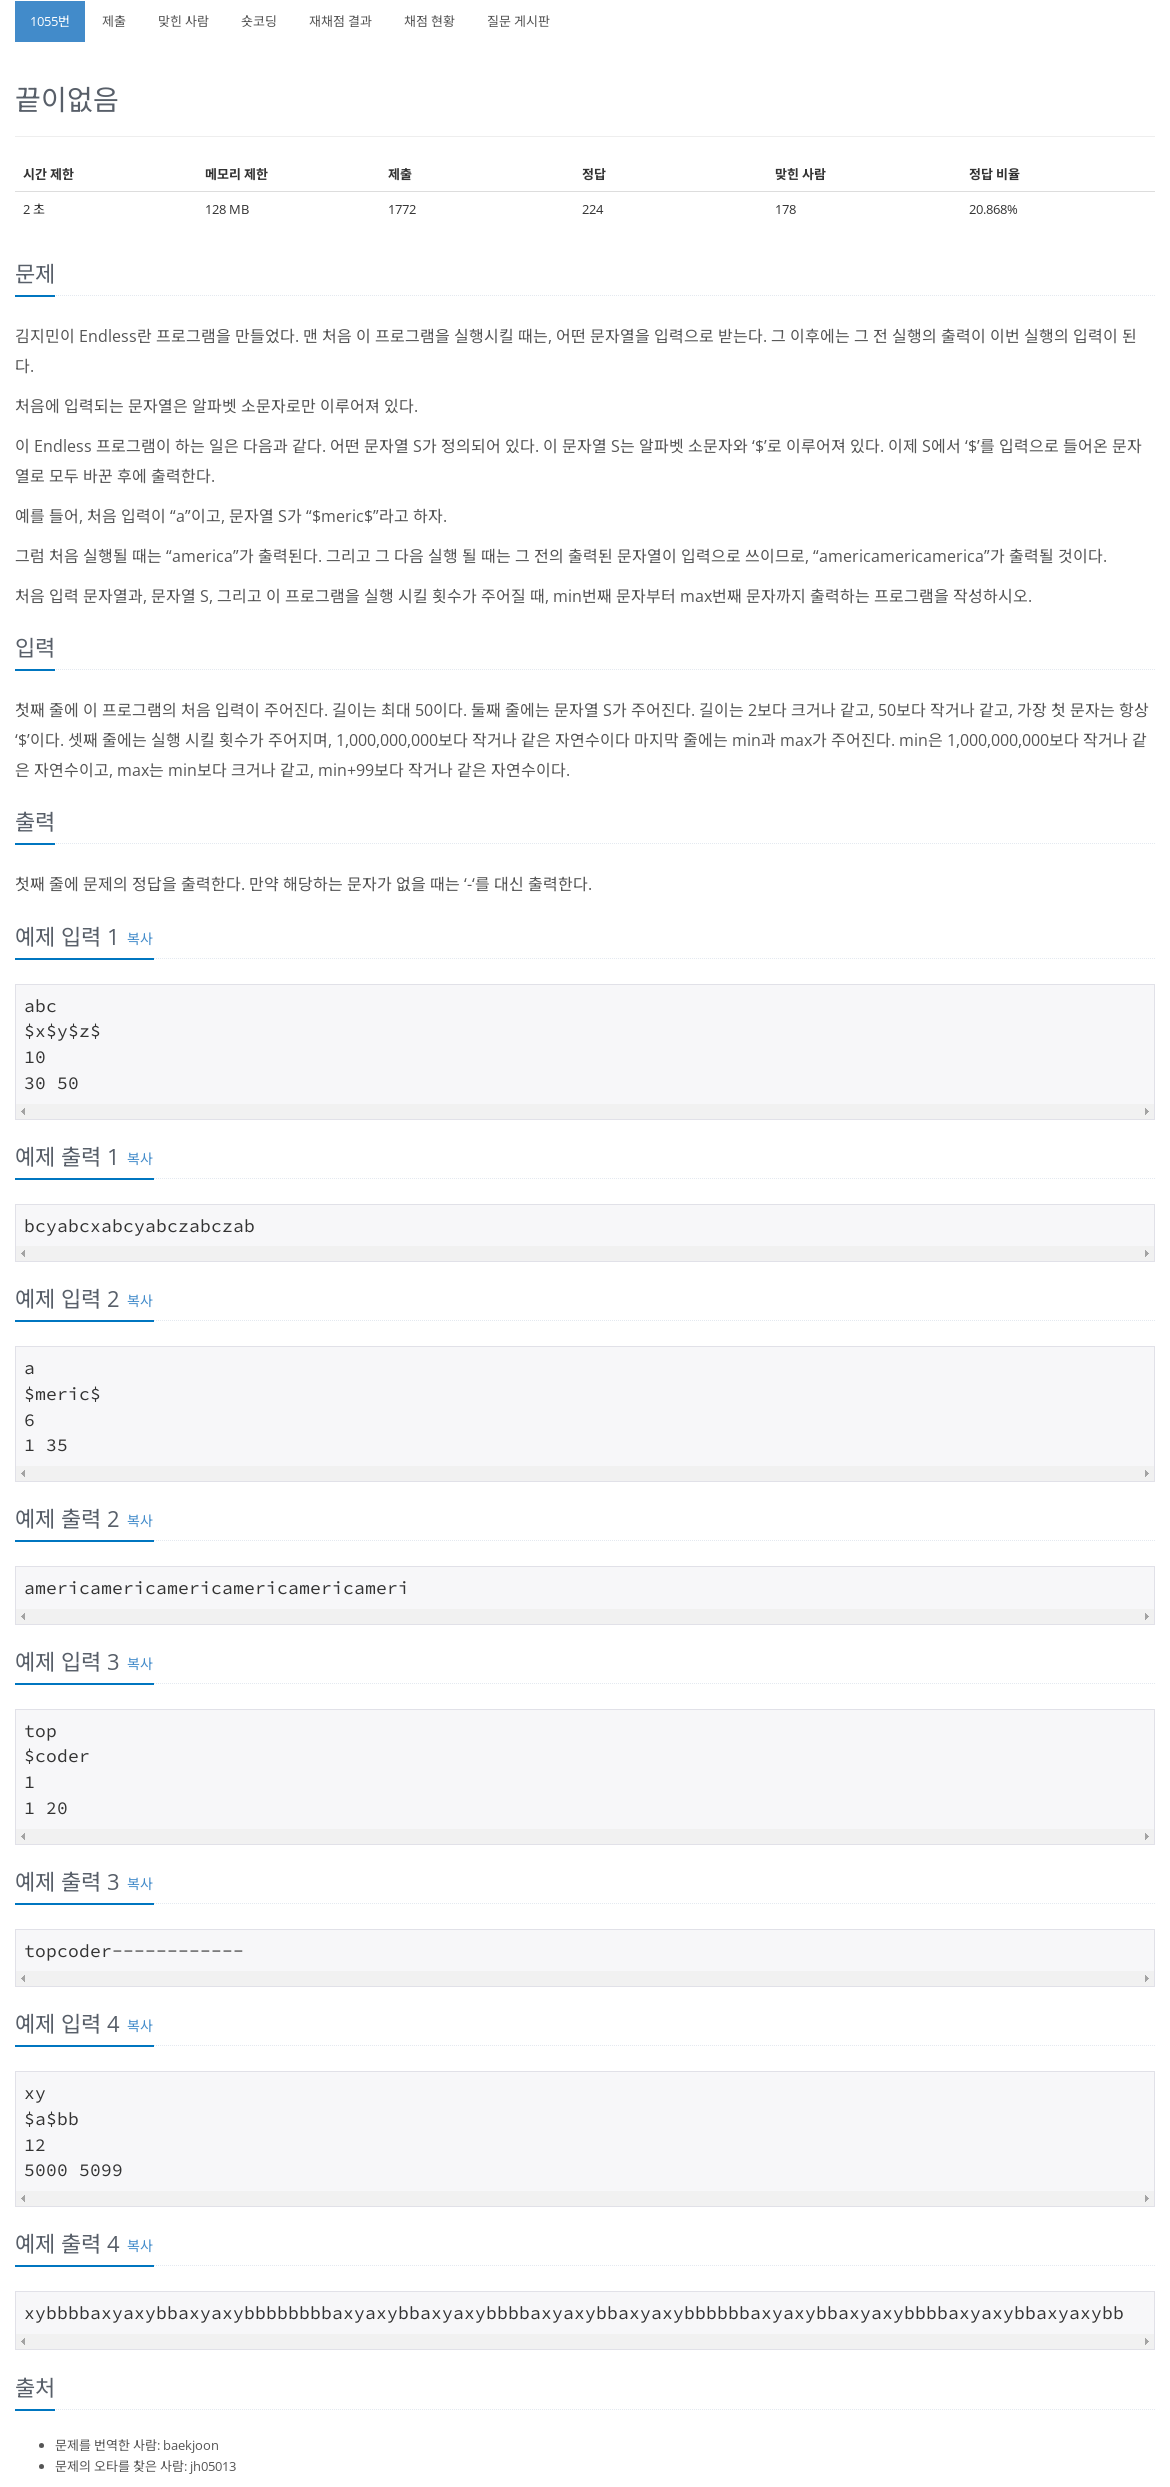 1055번 제출 맞힌 사람 숏코딩 재채점 결과 채점 현황 질문 게시판
끝이없음
시간 제한 메모리 제한 제출 정답 맞힌 사람 정답 비율
2 초 128 MB 1772 224 178 20.868%
문제
김지민이 Endless란 프로그램을 만들었다. 맨 처음 이 프로그램을 실행시킬 때는, 어떤 문자열을 입력으로 받는다. 그 이후에는 그 전 실행의 출력이 이번 실행의 입력이 된
다.
처음에 입력되는 문자열은 알파벳 소문자로만 이루어져 있다.
이 Endless 프로그램이 하는 일은 다음과 같다. 어떤 문자열 S가 정의되어 있다. 이 문자열 S는 알파벳 소문자와 ‘$’로 이루어져 있다. 이제 S에서 ‘$’를 입력으로 들어온 문자
열로 모두 바꾼 후에 출력한다.
예를 들어, 처음 입력이 “a”이고, 문자열 S가 “$meric$”라고 하자.
그럼 처음 실행될 때는 “america”가 출력된다. 그리고 그 다음 실행 될 때는 그 전의 출력된 문자열이 입력으로 쓰이므로, “americamericamerica”가 출력될 것이다.
처음 입력 문자열과, 문자열 S, 그리고 이 프로그램을 실행 시킬 횟수가 주어질 때, min번째 문자부터 max번째 문자까지 출력하는 프로그램을 작성하시오.
입력
첫째 줄에 이 프로그램의 처음 입력이 주어진다. 길이는 최대 50이다. 둘째 줄에는 문자열 S가 주어진다. 길이는 2보다 크거나 같고, 50보다 작거나 같고, 가장 첫 문자는 항상
‘$’이다. 셋째 줄에는 실행 시킬 횟수가 주어지며, 1,000,000,000보다 작거나 같은 자연수이다 마지막 줄에는 min과 max가 주어진다. min은 1,000,000,000보다 작거나 같
은 자연수이고, max는 min보다 크거나 같고, min+99보다 작거나 같은 자연수이다.
출력
첫째 줄에 문제의 정답을 출력한다. 만약 해당하는 문자가 없을 때는 ‘-‘를 대신 출력한다.
예제 입력 1 복사
abc
$x$y$z$
10
30 50
예제 출력 1 복사
bcyabcxabcyabczabczab
예제 입력 2 복사
a
$meric$
6
1 35
예제 출력 2 복사
americamericamericamericamericameri
예제 입력 3 복사
top
$coder
1
1 20
예제 출력 3 복사
topcoder------------
예제 입력 4 복사
xy
$a$bb
12
5000 5099
예제 출력 4 복사
xybbbbaxyaxybbaxyaxybbbbbbbbaxyaxybbaxyaxybbbbaxyaxybbaxyaxybbbbbbaxyaxybbaxyaxybbbbaxyaxybbaxyaxybb
출처
문제를 번역한 사람: baekjoon
문제의 오타를 찾은 사람: jh05013